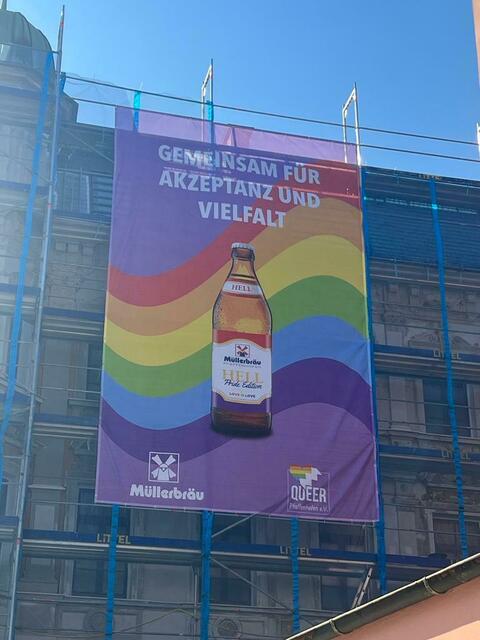 GEMEINSAM FÜR
AKZEPTANZ UND
VIELFALT
HELL
Müllerbräu
HELL
Pride Edition
LOVE IS LOVE
Müllerbräu
QUEER
Pfaffenhofen e.V.
LITTEL
LITTEL
LITTEL
LITTEL